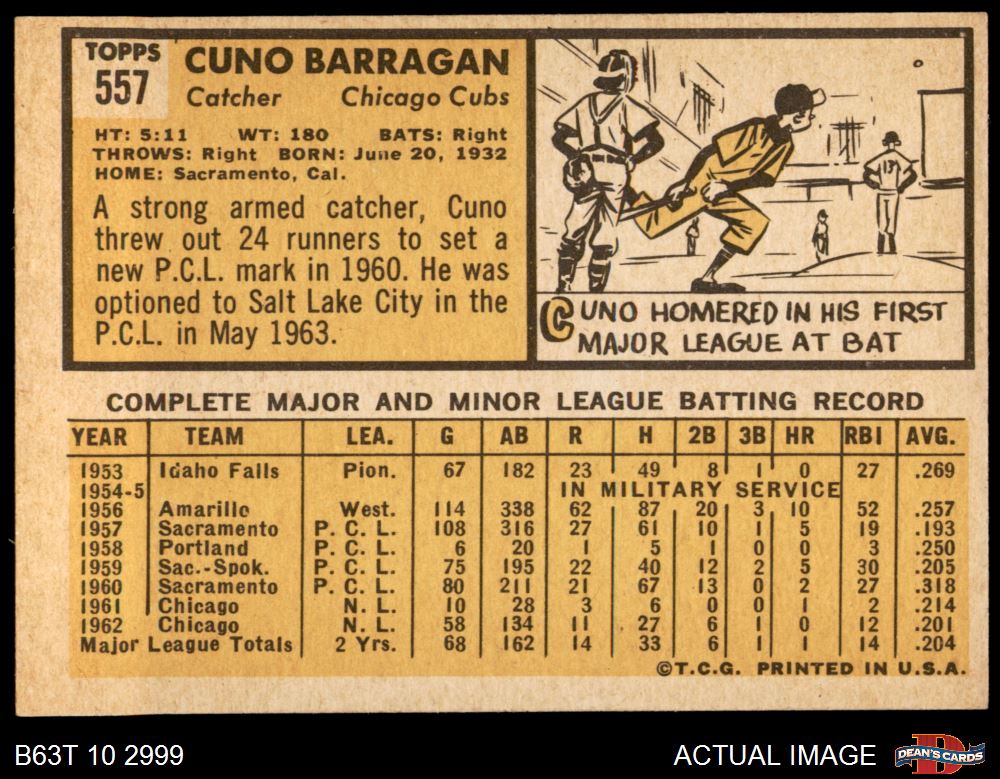 TOPPS
557
CUNO BARRAGAN
Catcher Chicago Cubs
HT: 5:11 WT: 180 BATS: Right
THROWS: Right BORN: June 20, 1932
HOME: Sacramento, Cal.
A strong armed catcher, Cuno
threw out 24 runners to set a
new P.C.L. mark in 1960. He was
optioned to Salt Lake City in the
P.C.L. in May 1963.
13
CUNO HOMERED IN HIS FIRST
MAJOR LEAGUE AT BAT
COMPLETE MAJOR AND MINOR LEAGUE BATTING RECORD
YEAR TEAM LEA. G AB R H 2B 3B HR RBI AVG.
1953 Idaho Falls Pion. 67 182 23 49 8 1 0 27 .269
1954-5 IN MILITARY SERVICE
1956 Amarillo West. 114 338 62 87 20 3 10 52 .257
1957 Sacramento P. C. L. 108 316 27 61 10 1 5 19 .193
1958 Portland P. C. L. 6 20 1 5 1 0 0 3 .250
1959 Sac.-Spok. P. C. L. 75 195 22 40 12 2 5 30 .205
1960 Sacramento P. C. L. 80 211 21 67 13 0 2 27 .318
1961 Chicago N. L. 10 28 3 6 0 0 1 2 .214
1962 Chicago N. L. 58 134 11 27 6 1 0 12 .201
Major League Totals 2 Yrs. 68 162 14 33 6 1 1 14 .204
©T.C.G. PRINTED IN U.S.A.
B63T 10 2999
ACTUAL IMAGE
D
DEAN'S CARDS